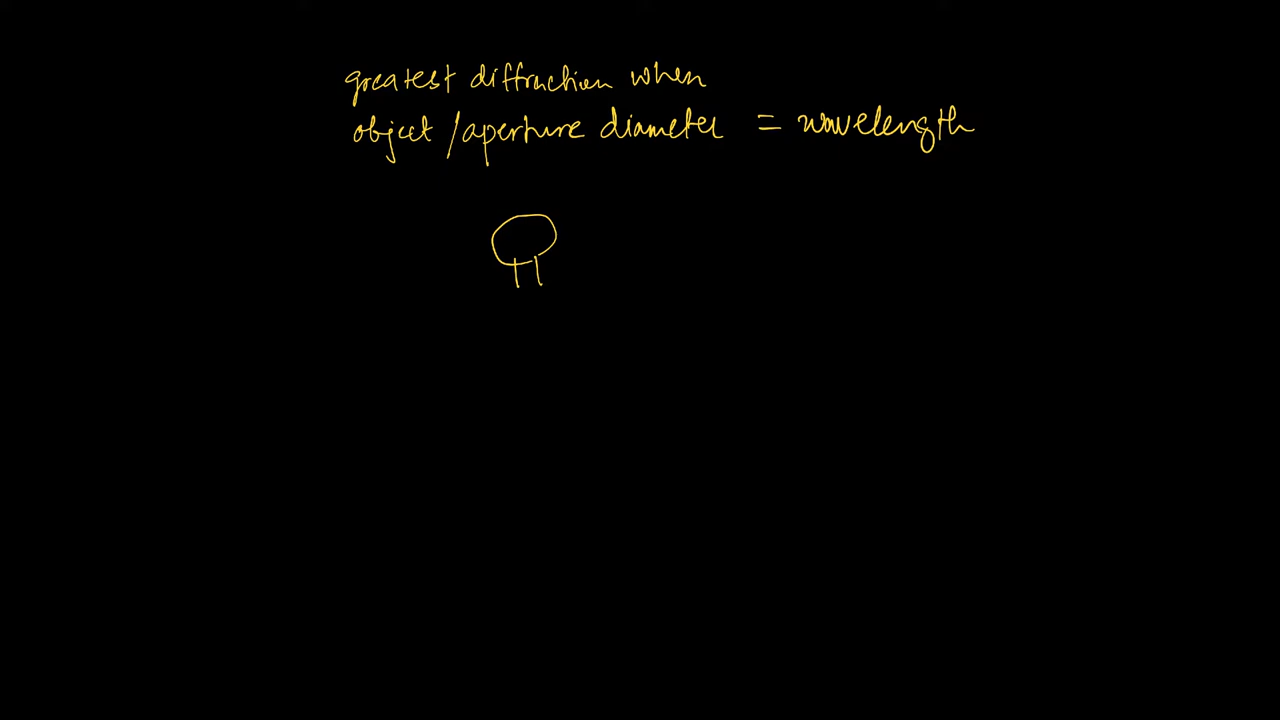 greatest diffraction when
object / aperture diameter = wavelength